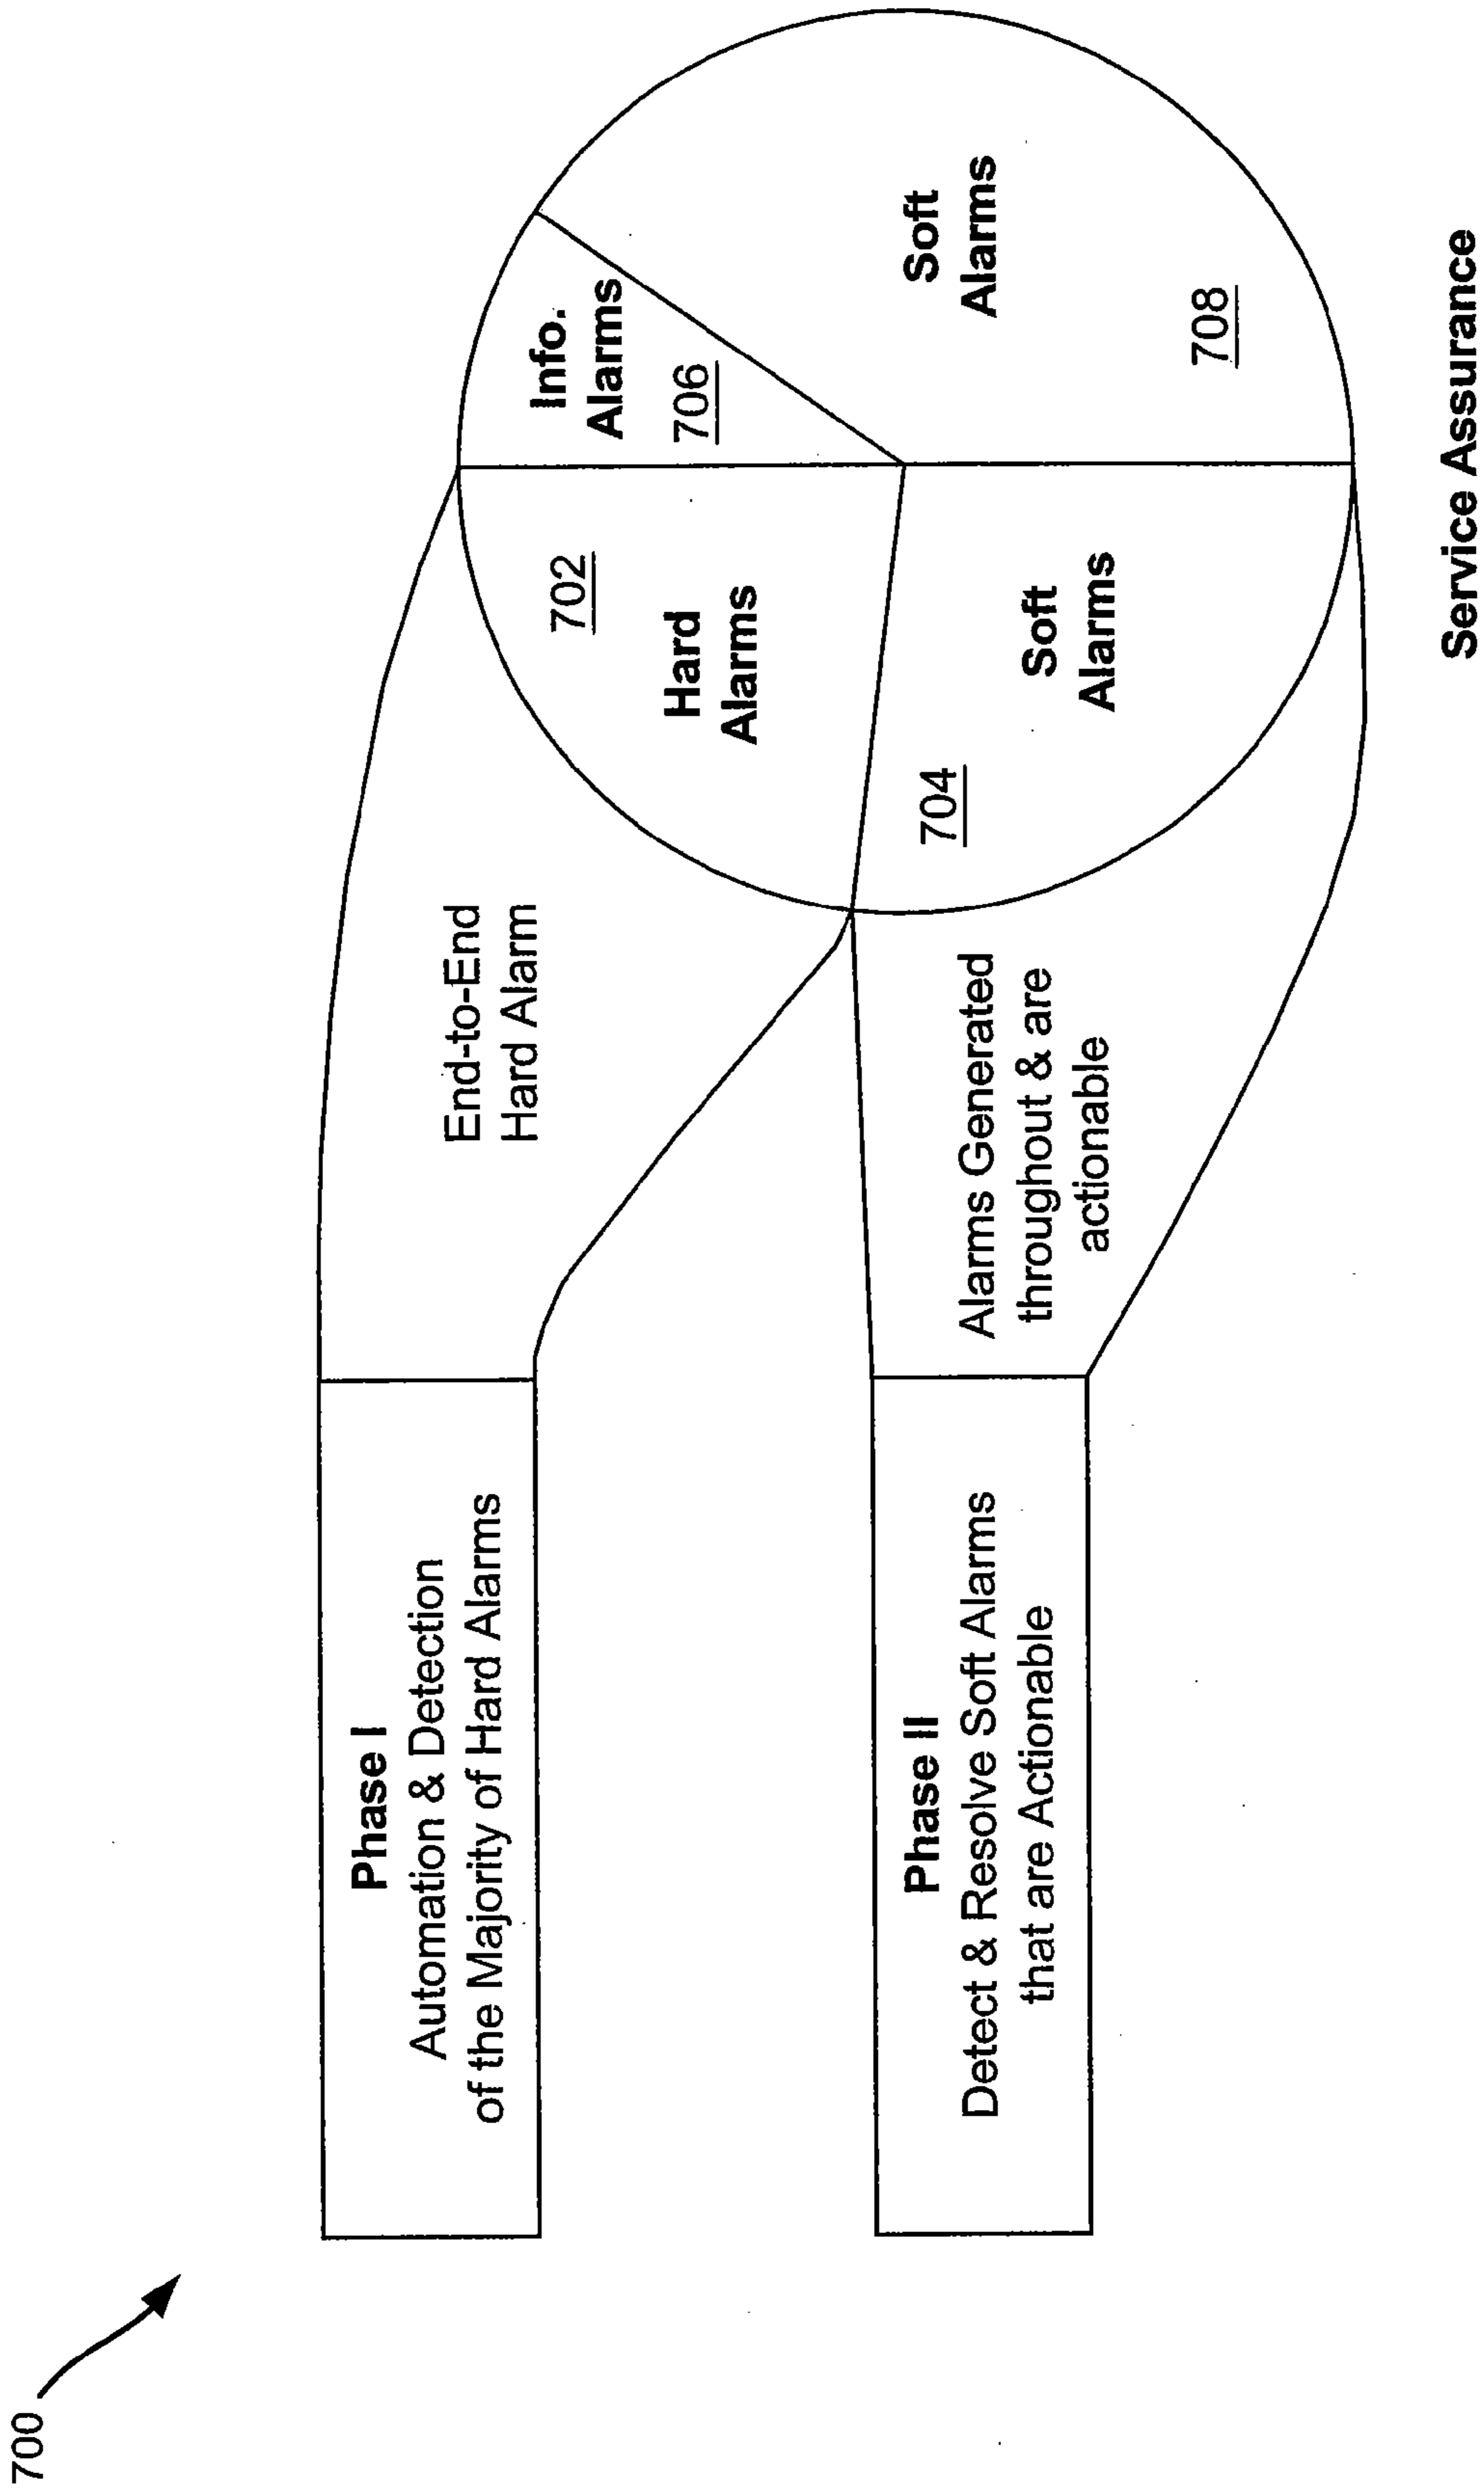 700
Phase I
Automation & Detection
of the Majority of Hard Alarms
End-to-End
Hard Alarm
702
Hard
Alarms
Info.
Alarms
706
Phase II
Detect & Resolve Soft Alarms
that are Actionable
Alarms Generated
throughout & are
actionable
704
Soft
Alarms
Soft
Alarms
708
Service Assurance